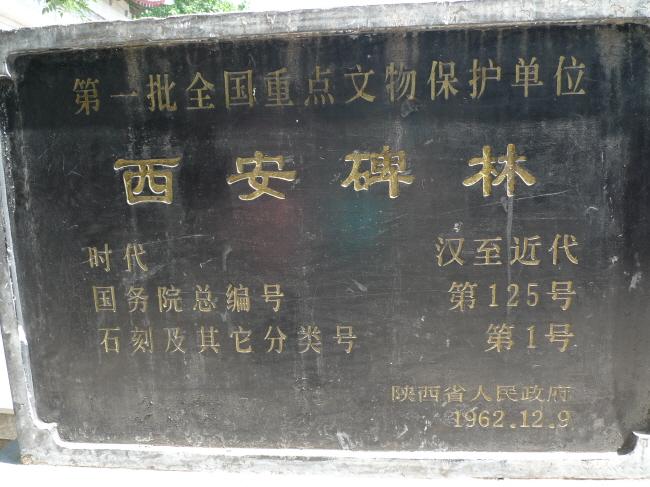 第一批全国重点文物保护单位
西安碑林
时代 汉至近代
国务院总编号 第125号
石刻及其它分类号 第1号
陕西省人民政府
1962.12.9